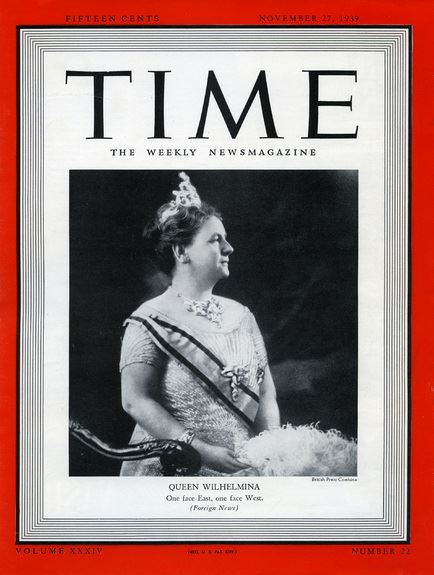 FIFTEEN CENTS NOVEMBER 27, 1939
TIME
THE WEEKLY NEWSMAGAZINE
British Press Combine
QUEEN WILHELMINA
One face East, one face West.
(Foreign News)
VOLUME XXXIV NUMBER 22